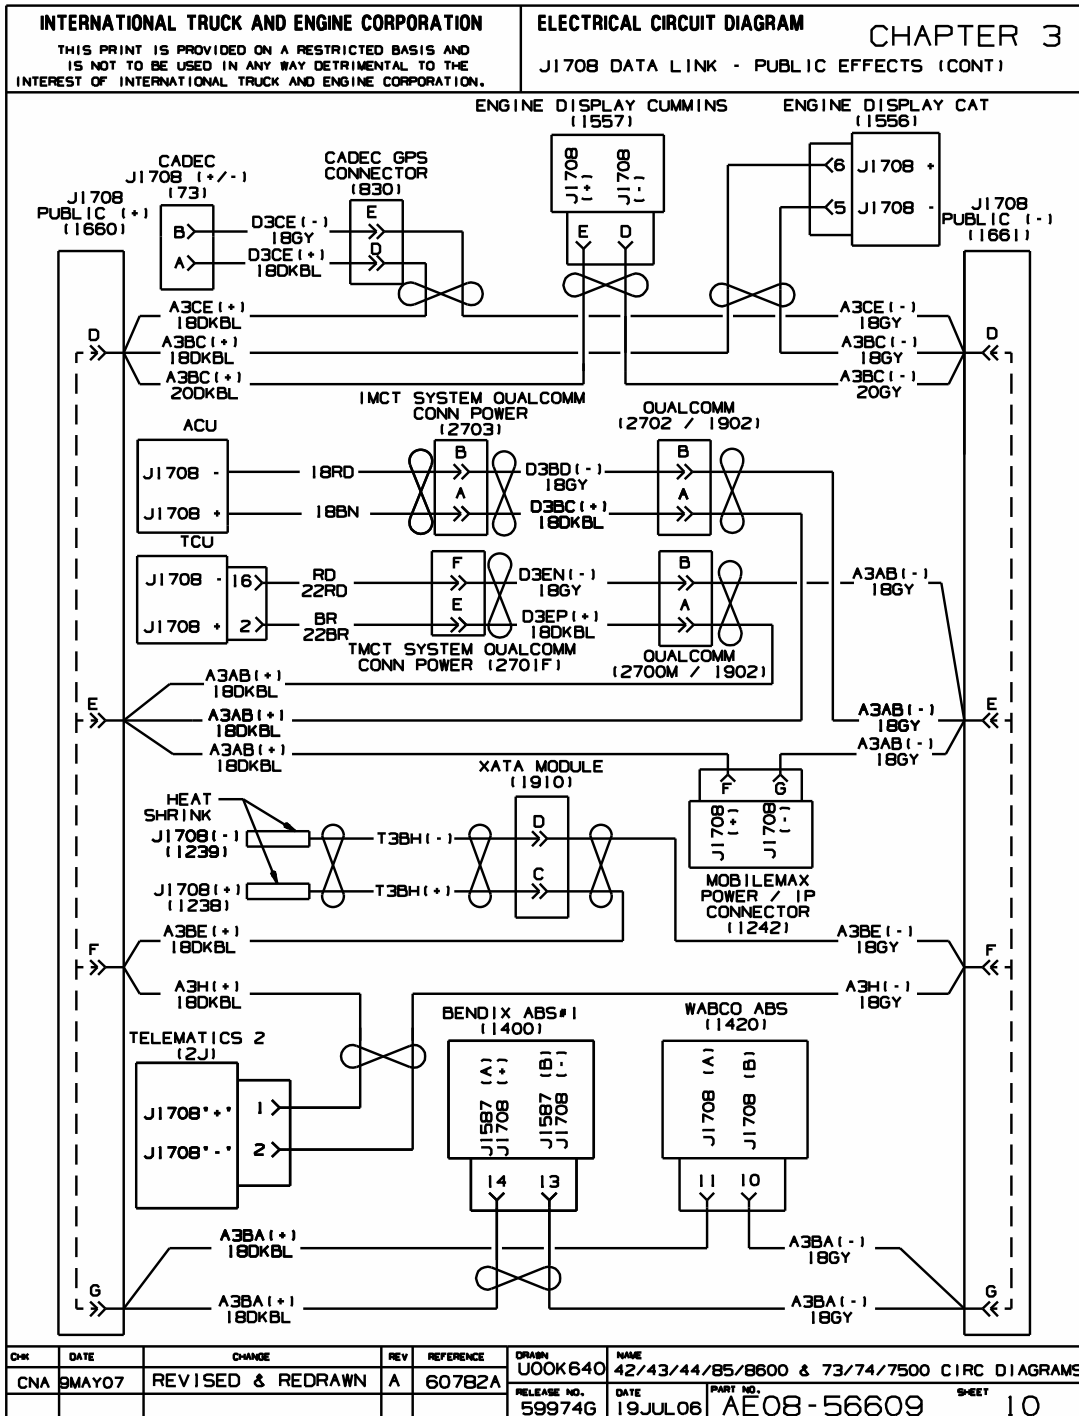 INTERNATIONAL TRUCK AND ENGINE CORPORATION
THIS PRINT IS PROVIDED ON A RESTRICTED BASIS AND
IS NOT TO BE USED IN ANY WAY DETRIMENTAL TO THE
INTEREST OF INTERNATIONAL TRUCK AND ENGINE CORPORATION.
ELECTRICAL CIRCUIT DIAGRAM
CHAPTER 3
J1708 DATA LINK - PUBLIC EFFECTS (CONT)
ENGINE DISPLAY CUMMINS
(1557)
J1708
(+)
J1708
(-)
E D
ENGINE DISPLAY CAT
(1556)
6 J1708 +
5 J1708 -
CADEC
J1708 (+/-)
(73)
B
A
CADEC GPS
CONNECTOR
(830)
E
D
J1708
PUBLIC (+)
(1660)
J1708
PUBLIC (-)
(1661)
D3CE(-)
18GY
D3CE(+)
18DKBL
D
A3CE(+)
18DKBL
A3BC(+)
18DKBL
A3BC(+)
20DKBL
A3CE(-)
18GY
A3BC(-)
18GY
A3BC(-)
20GY
D
IMCT SYSTEM QUALCOMM
CONN POWER
(2703)
B
A
QUALCOMM
(2702 / 1902)
B
A
ACU
J1708 -
J1708 +
18RD
18BN
D3BD(-)
18GY
D3BC(+)
18DKBL
TCU
J1708 - 16
J1708 + 2
RD
22RD
BR
22BR
F
E
TMCT SYSTEM QUALCOMM
CONN POWER (2701F)
D3EN(-)
18GY
D3EP(+)
18DKBL
B
A
QUALCOMM
(2700M / 1902)
A3AB(-)
18GY
E
A3AB(+)
18DKBL
A3AB(+)
18DKBL
A3AB(+)
18DKBL
A3AB(-)
18GY
A3AB(-)
18GY
E
F G
J1708
(+)
J1708
(-)
MOBILEMAX
POWER / IP
CONNECTOR
(1242)
XATA MODULE
(1910)
D
C
HEAT
SHRINK
J1708(-)
(1239)
J1708(+)
(1238)
T3BH(-)
T3BH(+)
F
A3BE(+)
18DKBL
A3H(+)
18DKBL
A3BE(-)
18GY
A3H(-)
18GY
F
TELEMATICS 2
(2J)
J1708"+" 1
J1708"-" 2
BENDIX ABS#1
(1400)
J1587 (A)
J1708 (+)
J1587 (B)
J1708 (-)
14 13
WABCO ABS
(1420)
J1708 (A)
J1708 (B)
11 10
G
A3BA(+)
18DKBL
A3BA(+)
18DKBL
A3BA(-)
18GY
A3BA(-)
18GY
G
CHK DATE CHANGE REV REFERENCE
CNA 9MAY07 REVISED & REDRAWN A 60782A
DRAWN
U00K640
NAME
42/43/44/85/8600 & 73/74/7500 CIRC DIAGRAMS
RELEASE NO.
59974G
DATE
19JUL06
PART NO.
AE08-56609
SHEET
10